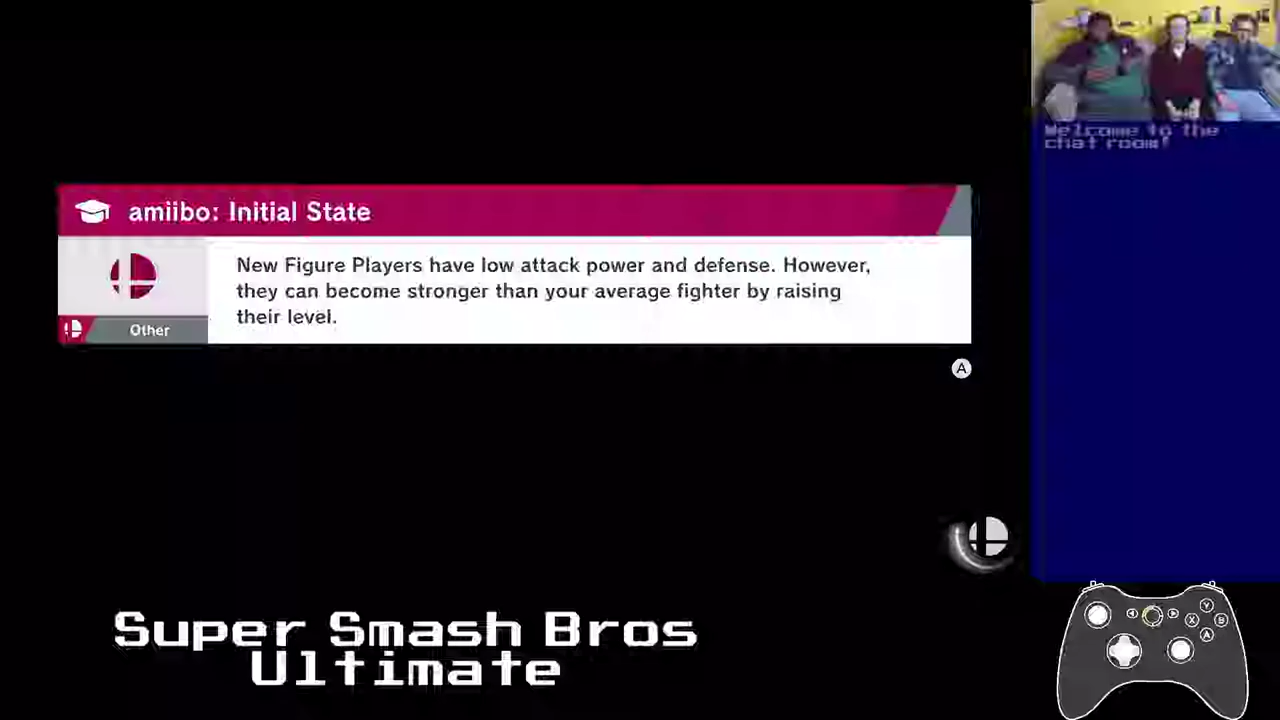 Welcome to the
chat room!
amiibo: Initial State
New Figure Players have low attack power and defense. However,
they can become stronger than your average fighter by raising
their level.
Other
A
Super Smash Bros
Ultimate
Y
X B
A